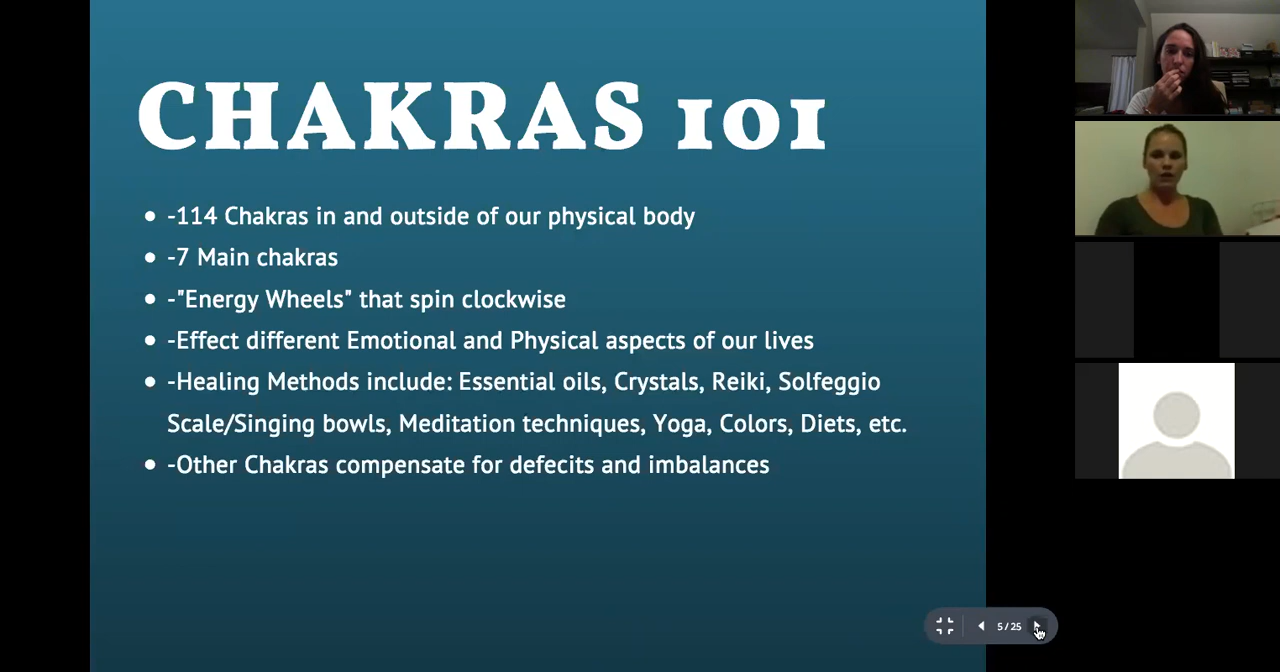 CHAKRAS 101
• -114 Chakras in and outside of our physical body
• -7 Main chakras
• -"Energy Wheels" that spin clockwise
• -Effect different Emotional and Physical aspects of our lives
• -Healing Methods include: Essential oils, Crystals, Reiki, Solfeggio
Scale/Singing bowls, Meditation techniques, Yoga, Colors, Diets, etc.
• -Other Chakras compensate for defecits and imbalances
5 / 25